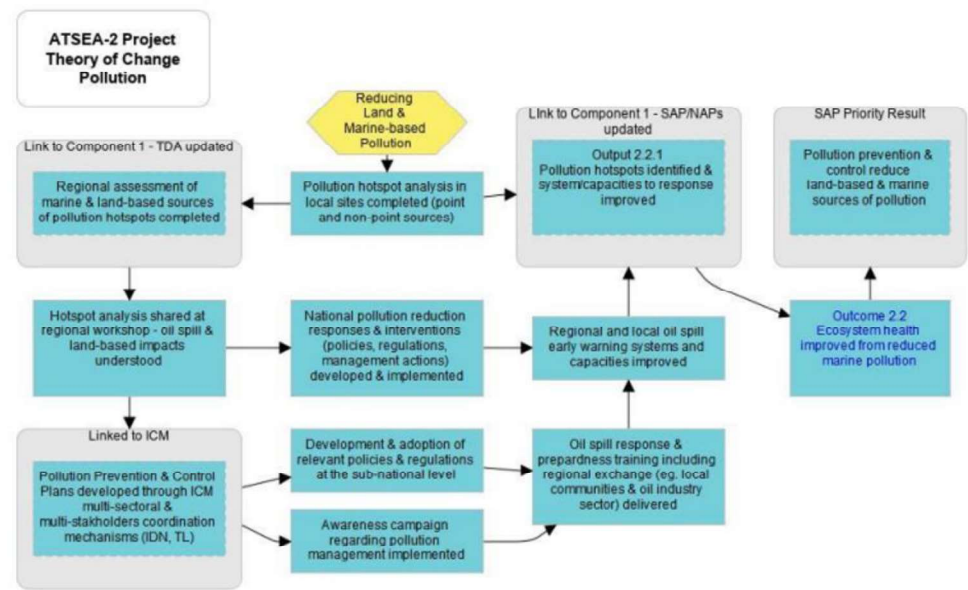 ATSEA-2 Project
Theory of Change
Pollution
Reducing
Land &
Marine-based
Pollution
Link to Component 1 - TDA updated
Regional assessment of
marine & land-based sources
of pollution hotspots completed
Pollution hotspot analysis in
local sites completed (point
and non-point sources)
LInk to Component 1 - SAP/NAPs
updated
Output 2.2.1
Pollution hotspots identified &
system/capacities to response
improved
SAP Priority Result
Pollution prevention &
control reduce
land-based & marine
sources of pollution
Hotspot analysis shared at
regional workshop - oil spill &
land-based impacts
understood
National pollution reduction
responses & interventions
(policies, regulations,
management actions)
developed & implemented
Regional and local oil spill
early warning systems and
capacities improved
Outcome 2.2
Ecosystem health
improved from reduced
marine pollution
Linked to ICM
Pollution Prevention & Control
Plans developed through ICM
multi-sectoral &
multi-stakholders coordination
mechanisms (IDN, TL)
Development & adoption of
relevant policies & regulations
at the sub-national level
Awareness campaign
regarding pollution
management implemented
Oil spill response &
prepardness training including
regional exchange (eg. local
communities & oil industry
sector) delivered